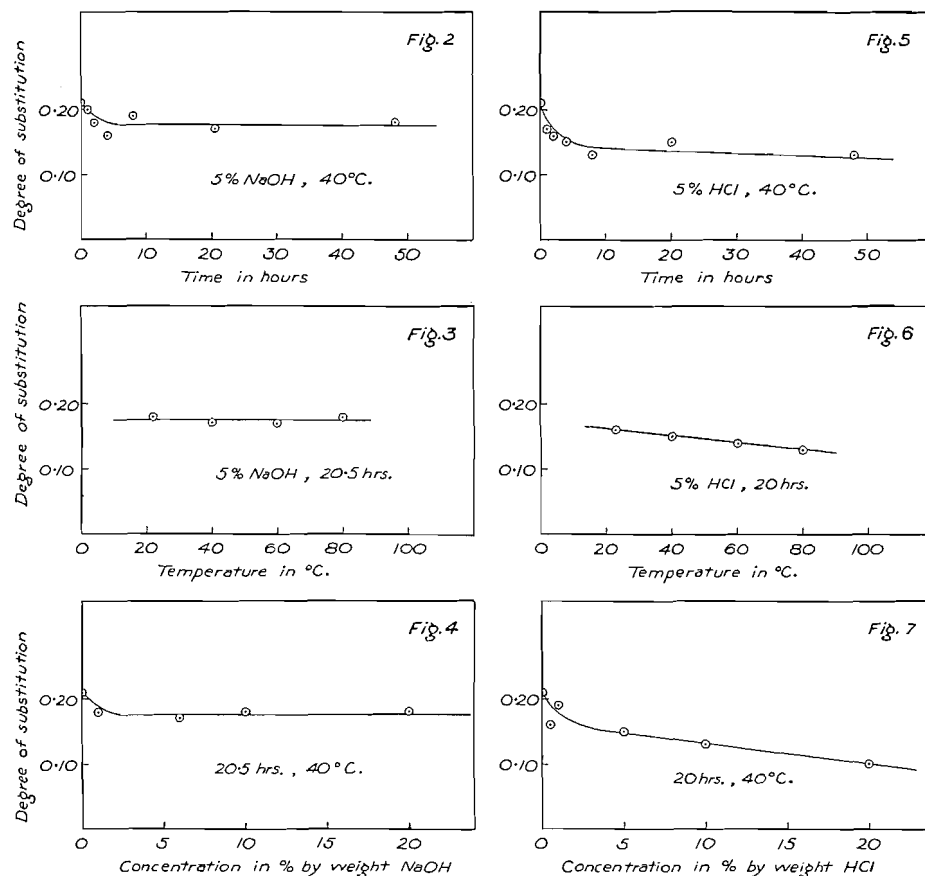 Fig. 2
Degree of substitution
0·20
0·10
5% NaOH , 40°C.
0 10 20 30 40 50
Time in hours
Fig. 5
0·20
0·10
5% HCl , 40°C.
0 10 20 30 40 50
Time in hours
Fig. 3
Degree of substitution
0·20
0·10
5% NaOH , 20·5 hrs.
0 20 40 60 80 100
Temperature in °C.
Fig. 6
0·20
0·10
5% HCl , 20 hrs.
0 20 40 60 80 100
Temperature in °C.
Fig. 4
Degree of substitution
0·20
0·10
20·5 hrs. , 40°C.
0 5 10 15 20
Concentration in % by weight NaOH
Fig. 7
0·20
0·10
20 hrs. , 40°C.
0 5 10 15 20
Concentration in % by weight HCl